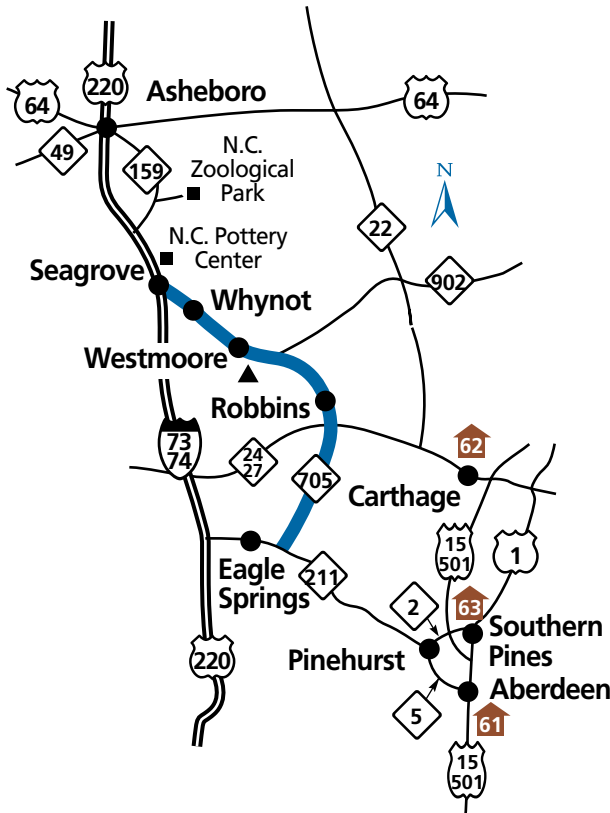 220
Asheboro
64
64
49
159
N.C.
Zoological
Park
N
22
N.C. Pottery
Center
Seagrove
902
Whynot
Westmoore
Robbins
73
74
24
27
62
705
Carthage
15
501
1
Eagle
Springs
211
2
63
Southern
Pines
Pinehurst
220
Aberdeen
5
61
15
501